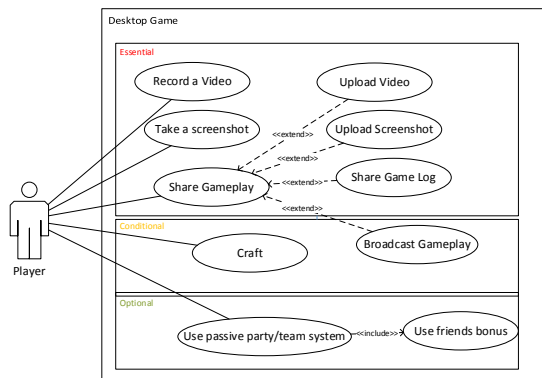 Desktop Game
Essential
Record a Video
Upload Video
<<extend>>
Take a screenshot
Upload Screenshot
<<extend>>
Share Gameplay
<<extend>>
Share Game Log
<<extend>>
Conditional
Broadcast Gameplay
Craft
Player
Optional
Use passive party/team system
<<include>>
Use friends bonus